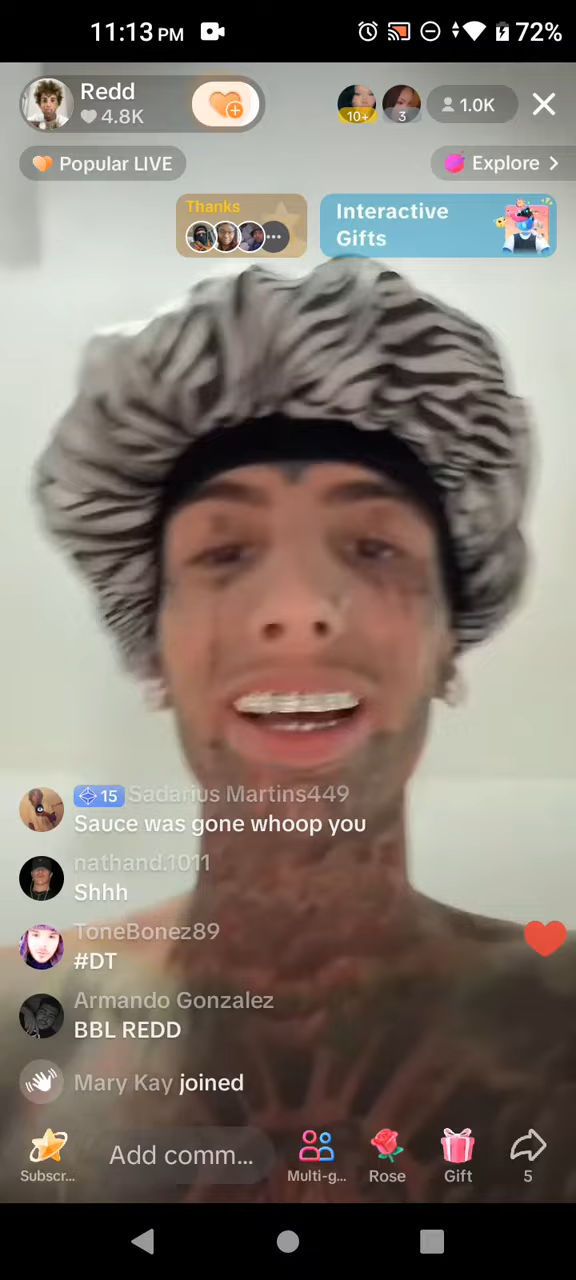 11:13 PM
72%
Redd
4.8K
10+
3
1.0K
Popular LIVE
Explore >
Thanks
Interactive
Gifts
15 Sadarius Martins449
Sauce was gone whoop you
nathand.1011
Shhh
ToneBonez89
#DT
Armando Gonzalez
BBL REDD
Mary Kay joined
Add comm...
Subscr...
Multi-g...
Rose
Gift
5